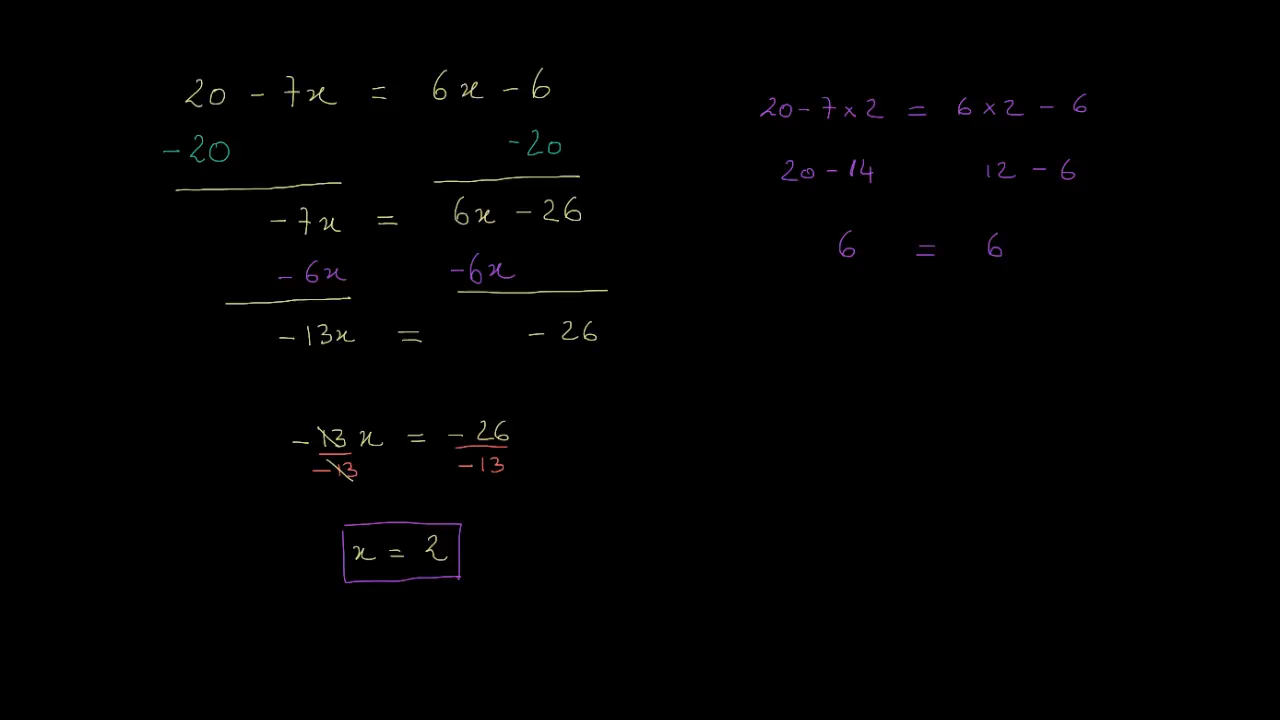 20 - 7x = 6x - 6
-20 -20
-7x = 6x - 26
-6x -6x
-13x = -26
-13x = -26
-13 -13
x = 2
20 - 7 × 2 = 6 × 2 - 6
20 - 14 12 - 6
6 = 6